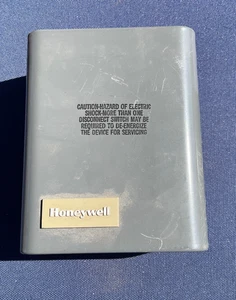 CAUTION-HAZARD OF ELECTRIC
SHOCK-MORE THAN ONE
DISCONNECT SWITCH MAY BE
REQUIRED TO DE-ENERGIZE
THE DEVICE FOR SERVICING
Honeywell